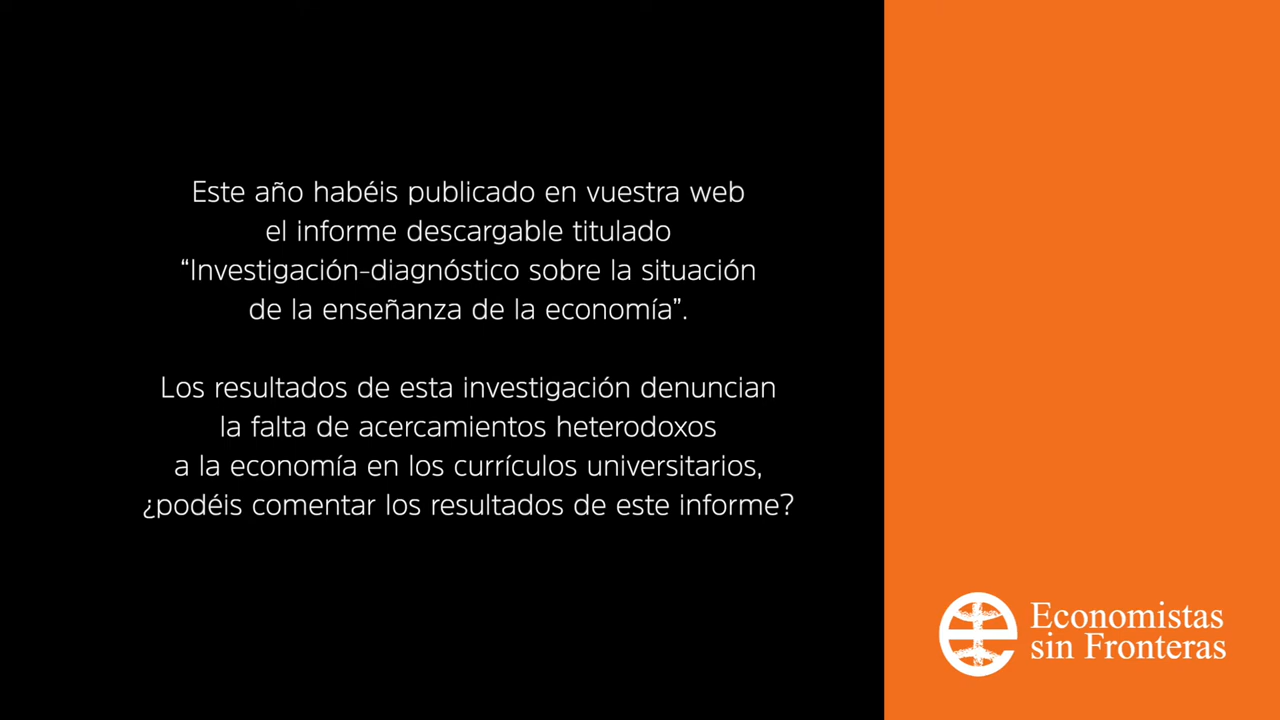 Este año habéis publicado en vuestra web
el informe descargable titulado
“Investigación-diagnóstico sobre la situación
de la enseñanza de la economía”.
Los resultados de esta investigación denuncian
la falta de acercamientos heterodoxos
a la economía en los currículos universitarios,
¿podéis comentar los resultados de este informe?
Economistas
sin Fronteras